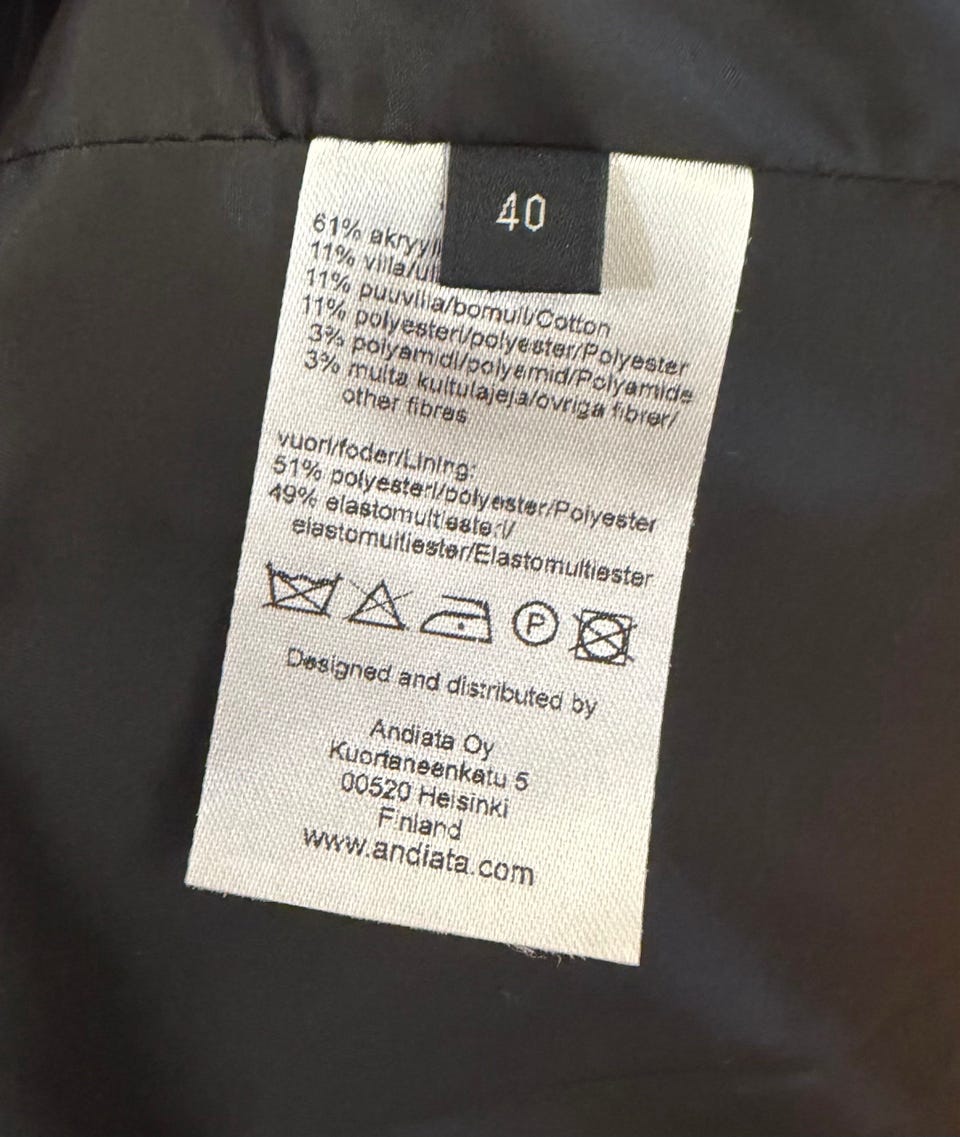 40
61% akryyli
11% villa/ull
11% puuvilla/bomull/Cotton
11% polyesteri/polyester/Polyester
3% polyamidi/polyamid/Polyamide
3% muita kuitulajeja/övriga fibrer/
other fibres
vuori/foder/Lining:
51% polyesteri/polyester/Polyester
49% elastomultiesteri/
elastomultiester/Elastomultiester
P
Designed and distributed by
Andiata Oy
Kuortaneenkatu 5
00520 Helsinki
Finland
www.andiata.com